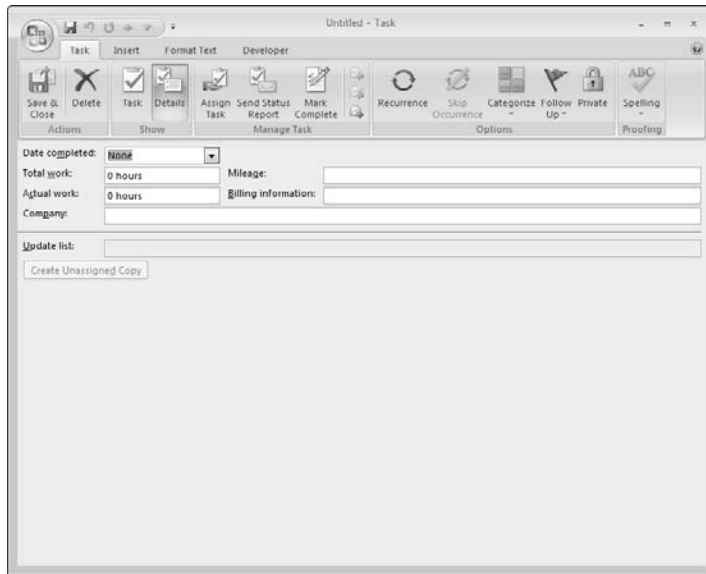 Untitled - Task
Task Insert Format Text Developer
Save & Close Delete Task Details Assign Task Send Status Report Mark Complete Recurrence Skip Occurrence Categorize Follow Up Private ABC Spelling
Actions Show Manage Task Options Proofing
Date completed: None
Total work: 0 hours Mileage:
Actual work: 0 hours Billing information:
Company:
Update list:
Create Unassigned Copy